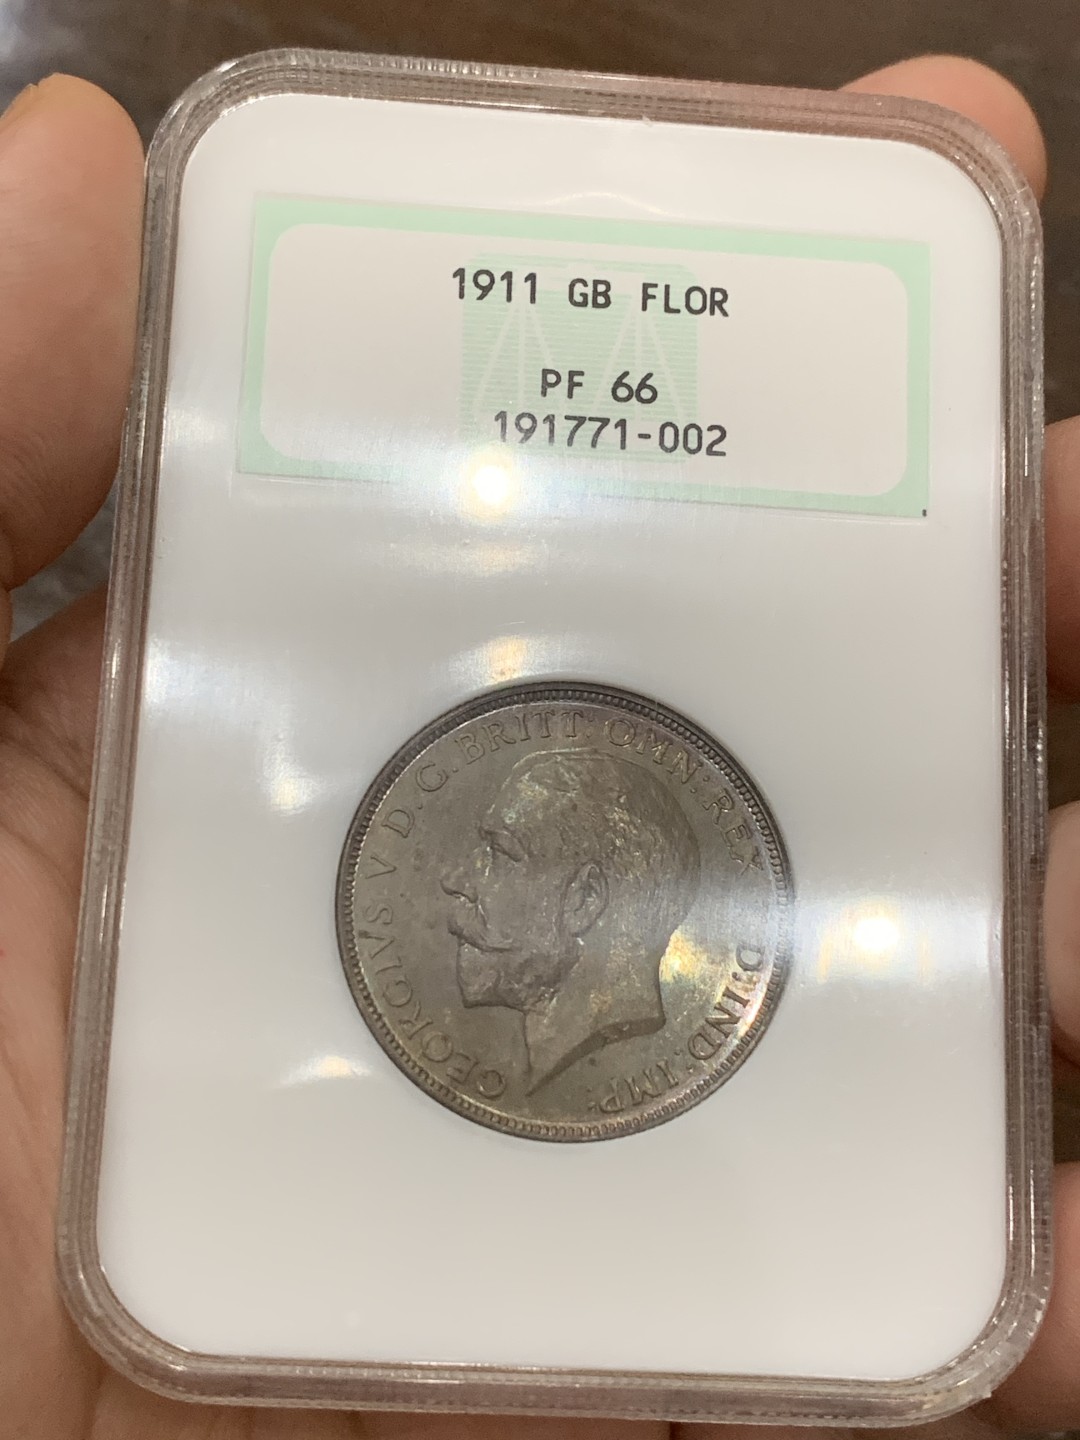 1911 GB FLOR
PF 66
191771-002
GEORGIVS V D.G. BRITT: OMN: REX F.D. IND: IMP: